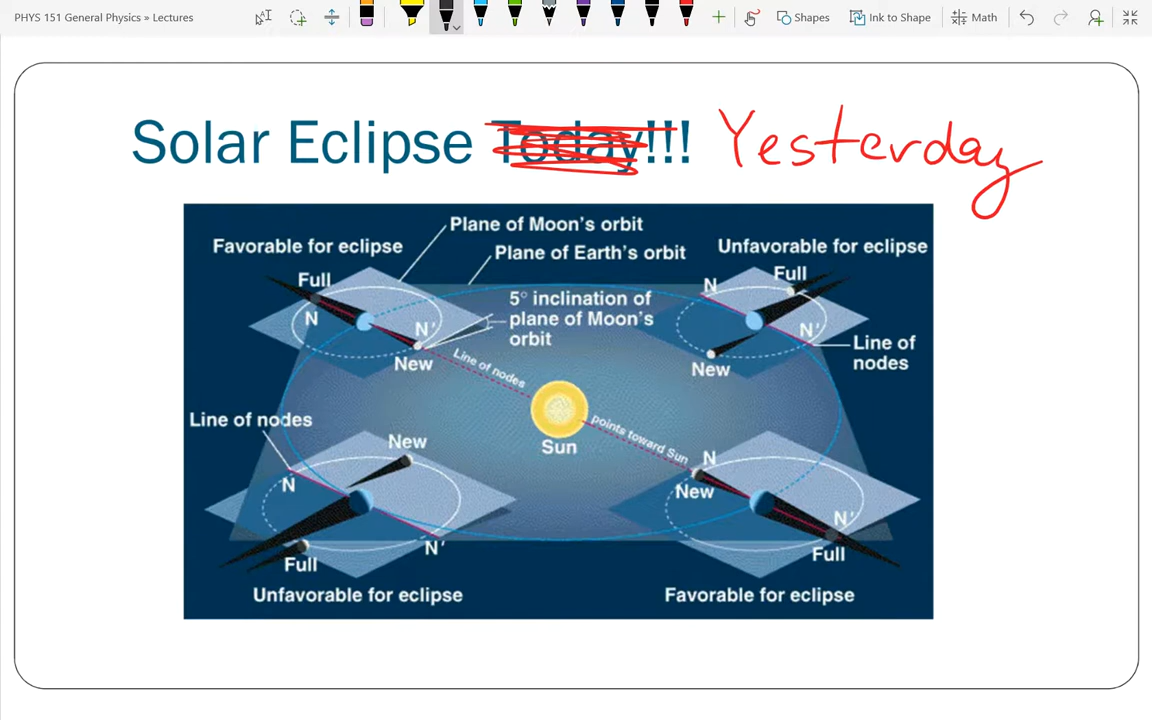 PHYS 151 General Physics » Lectures
Shapes
Ink to Shape
Math
Solar Eclipse Today!!! Yesterday
Plane of Moon's orbit
Favorable for eclipse
Plane of Earth's orbit
Unfavorable for eclipse
Full
N
N'
New
5° inclination of
plane of Moon's
orbit
Full
N
N'
New
Line of
nodes
Line of nodes
Sun
points toward Sun
Line of nodes
New
N
N'
Full
Unfavorable for eclipse
N
New
N'
Full
Favorable for eclipse